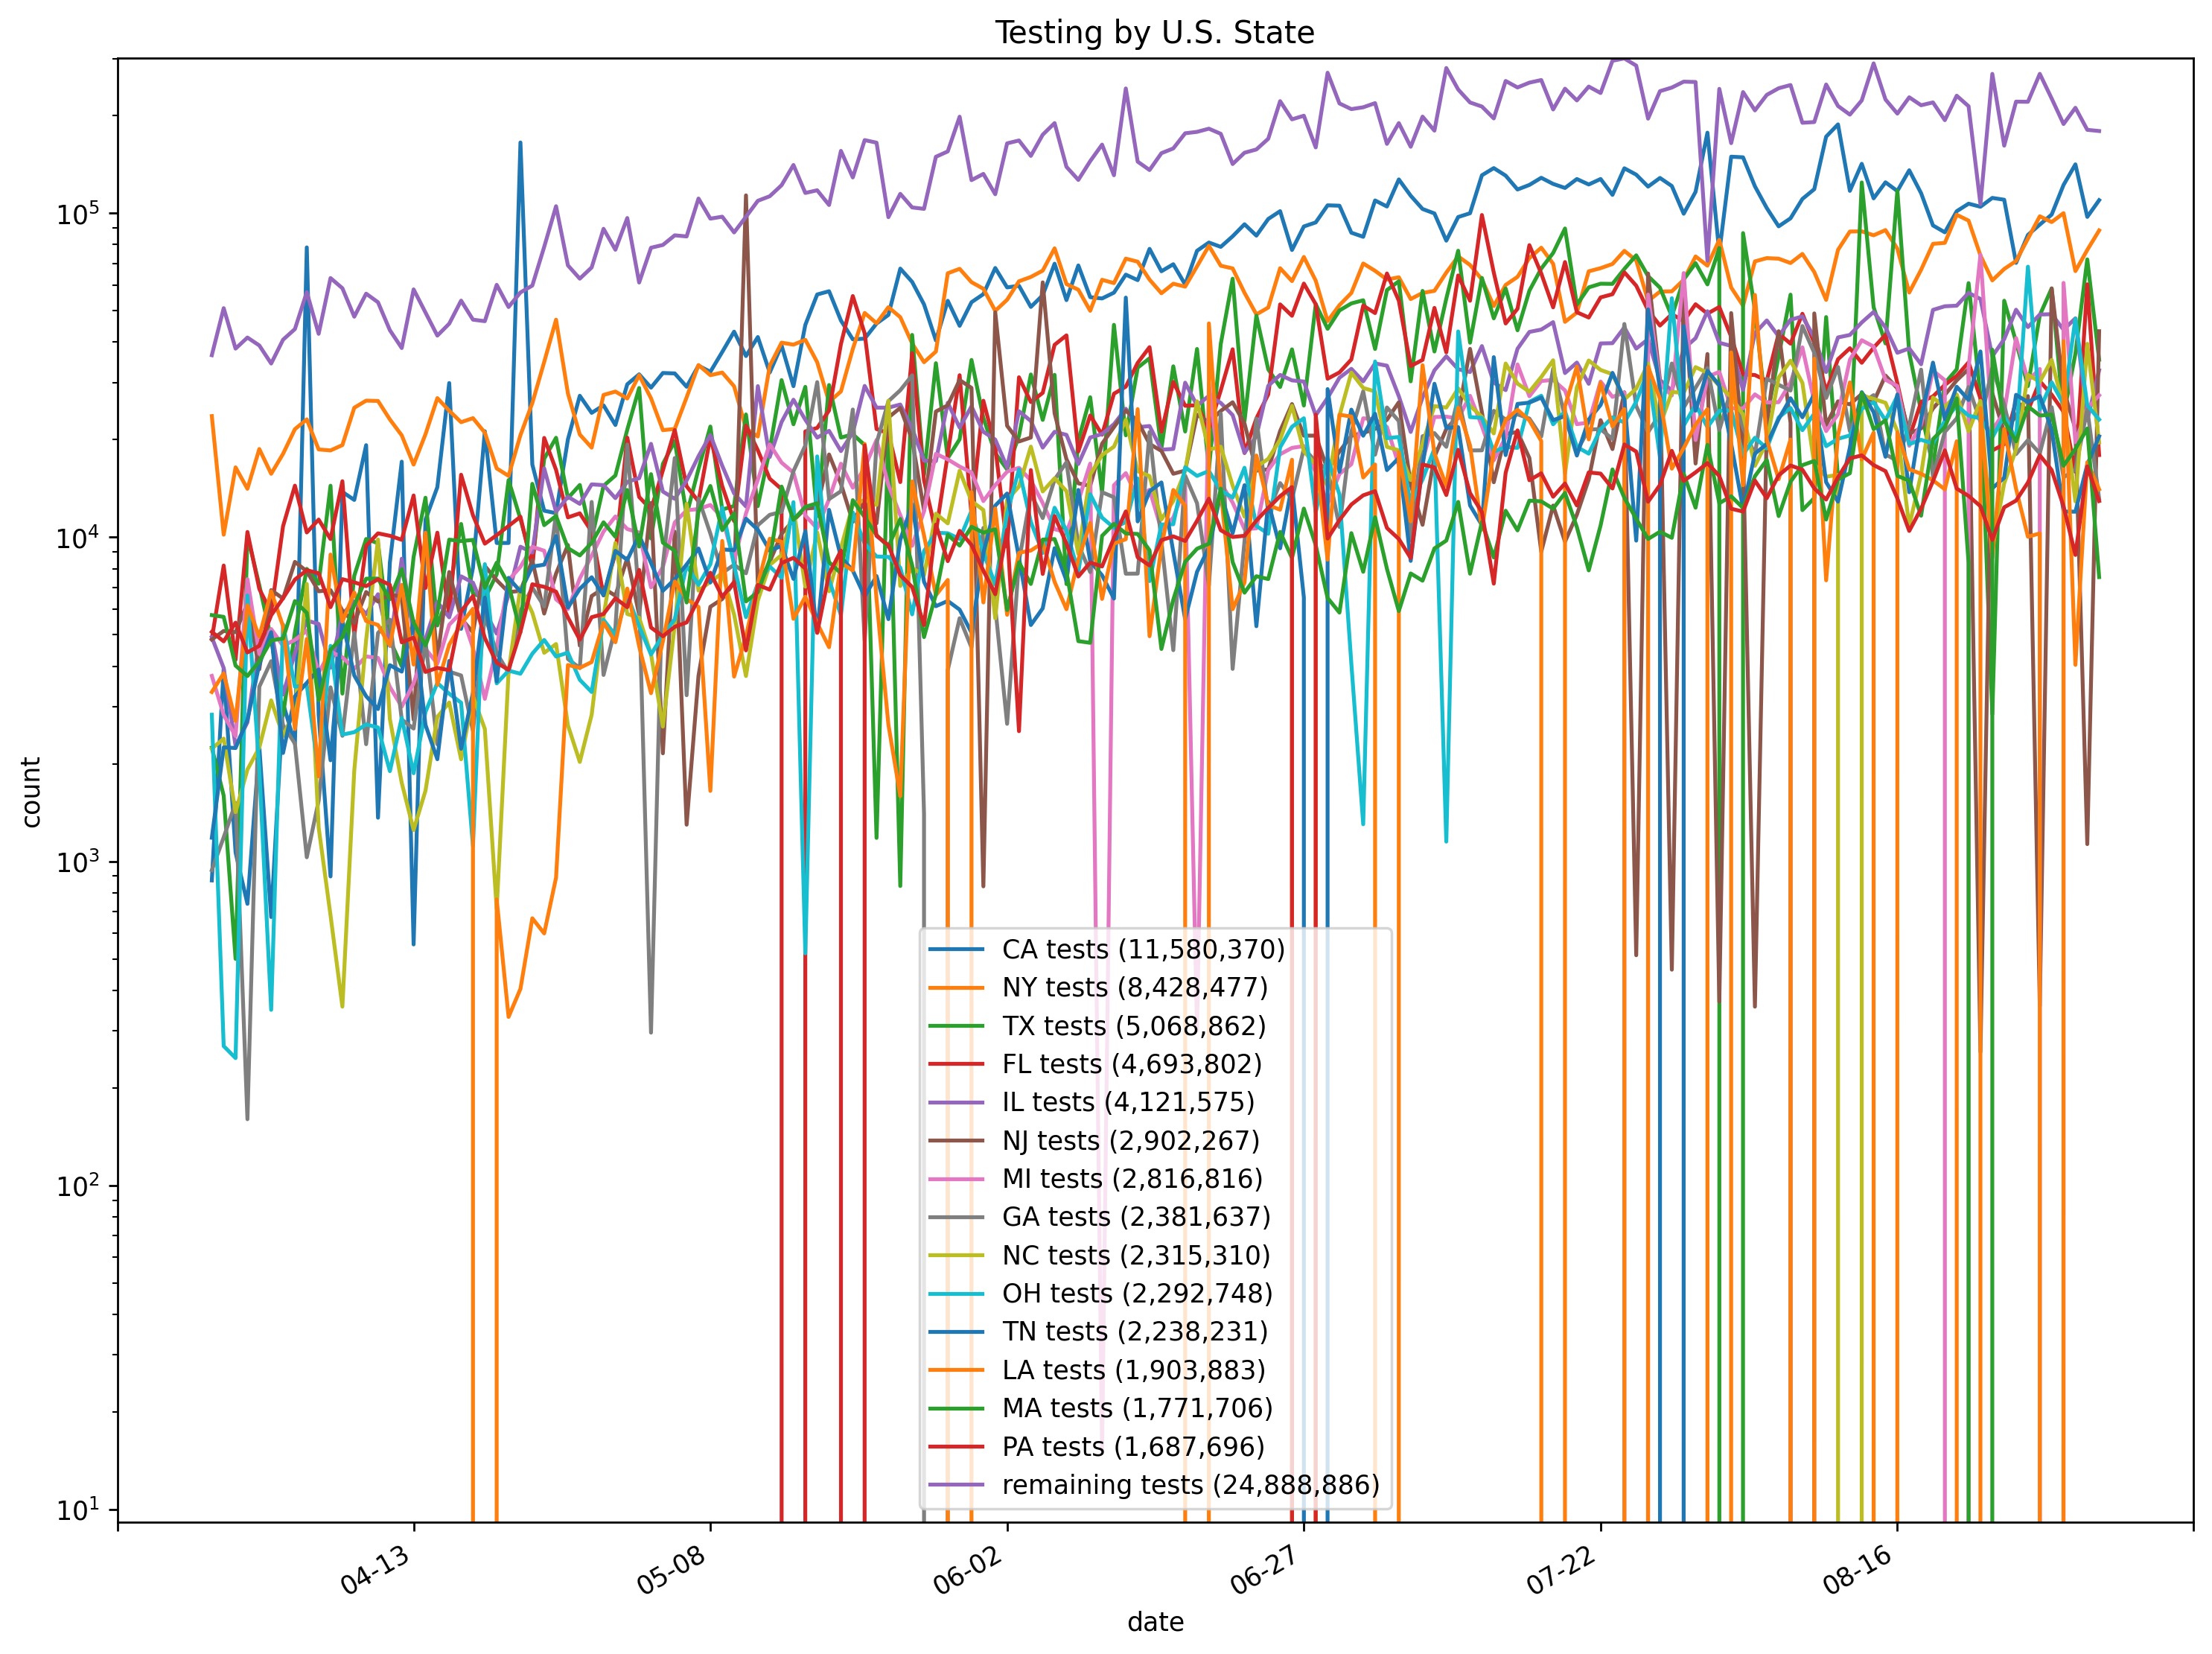 Testing by U.S. State
count
10^5
10^4
10^3
10^2
10^1
CA tests (11,580,370)
NY tests (8,428,477)
TX tests (5,068,862)
FL tests (4,693,802)
IL tests (4,121,575)
NJ tests (2,902,267)
MI tests (2,816,816)
GA tests (2,381,637)
NC tests (2,315,310)
OH tests (2,292,748)
TN tests (2,238,231)
LA tests (1,903,883)
MA tests (1,771,706)
PA tests (1,687,696)
remaining tests (24,888,886)
04-13
05-08
06-02
06-27
07-22
08-16
date